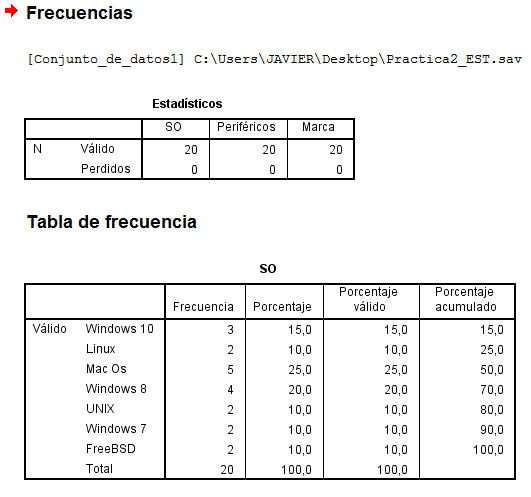 Frecuencias
[Conjunto_de_datos1] C:\Users\JAVIER\Desktop\Practica2_EST.sav
Estadísticos
SO Periféricos Marca
N Válido 20 20 20
Perdidos 0 0 0
Tabla de frecuencia
SO
Frecuencia Porcentaje Porcentaje válido Porcentaje acumulado
Válido Windows 10 3 15,0 15,0 15,0
Linux 2 10,0 10,0 25,0
Mac Os 5 25,0 25,0 50,0
Windows 8 4 20,0 20,0 70,0
UNIX 2 10,0 10,0 80,0
Windows 7 2 10,0 10,0 90,0
FreeBSD 2 10,0 10,0 100,0
Total 20 100,0 100,0